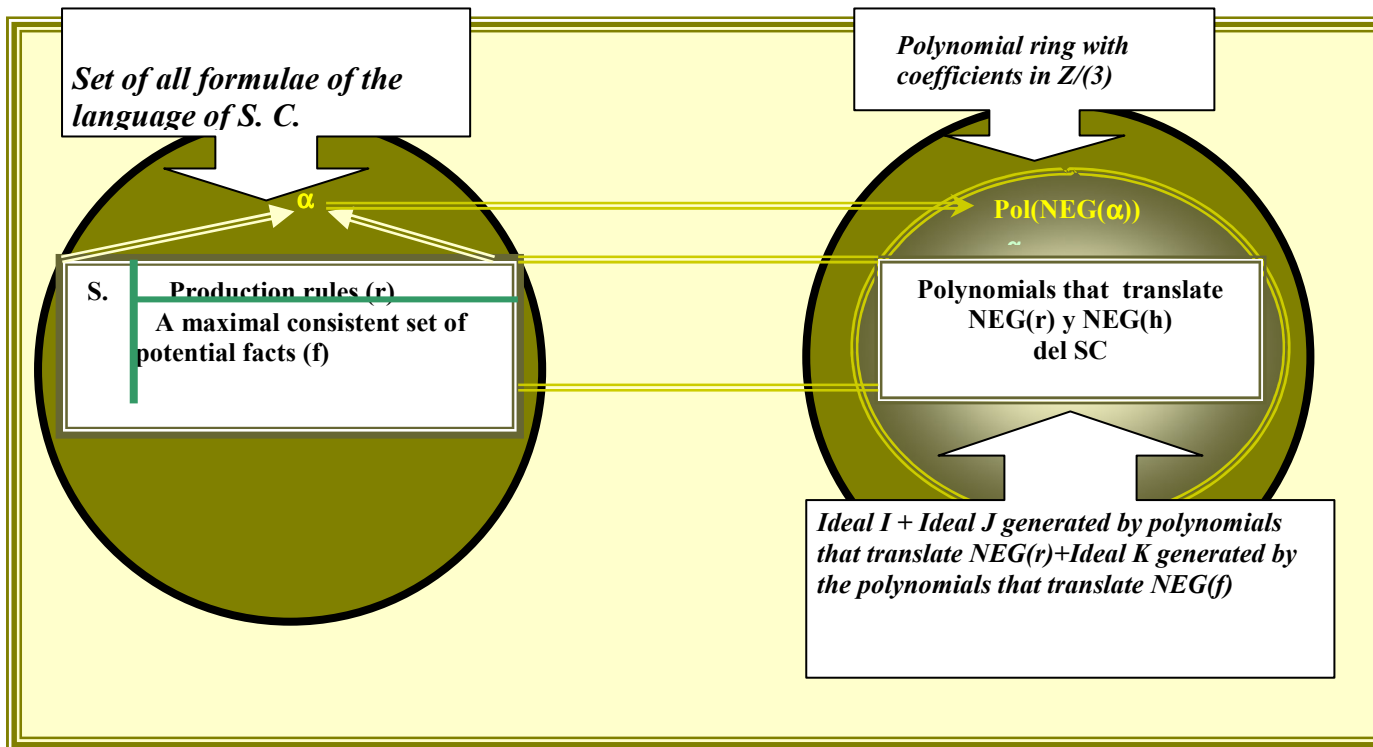 Set of all formulae of the
language of S. C.
Polynomial ring with
coefficients in Z/(3)
α
Pol(NEG(α))
~
S.
Production rules (r)
A maximal consistent set of
potential facts (f)
Polynomials that translate
NEG(r) y NEG(h)
del SC
Ideal I + Ideal J generated by polynomials
that translate NEG(r)+Ideal K generated by
the polynomials that translate NEG(f)